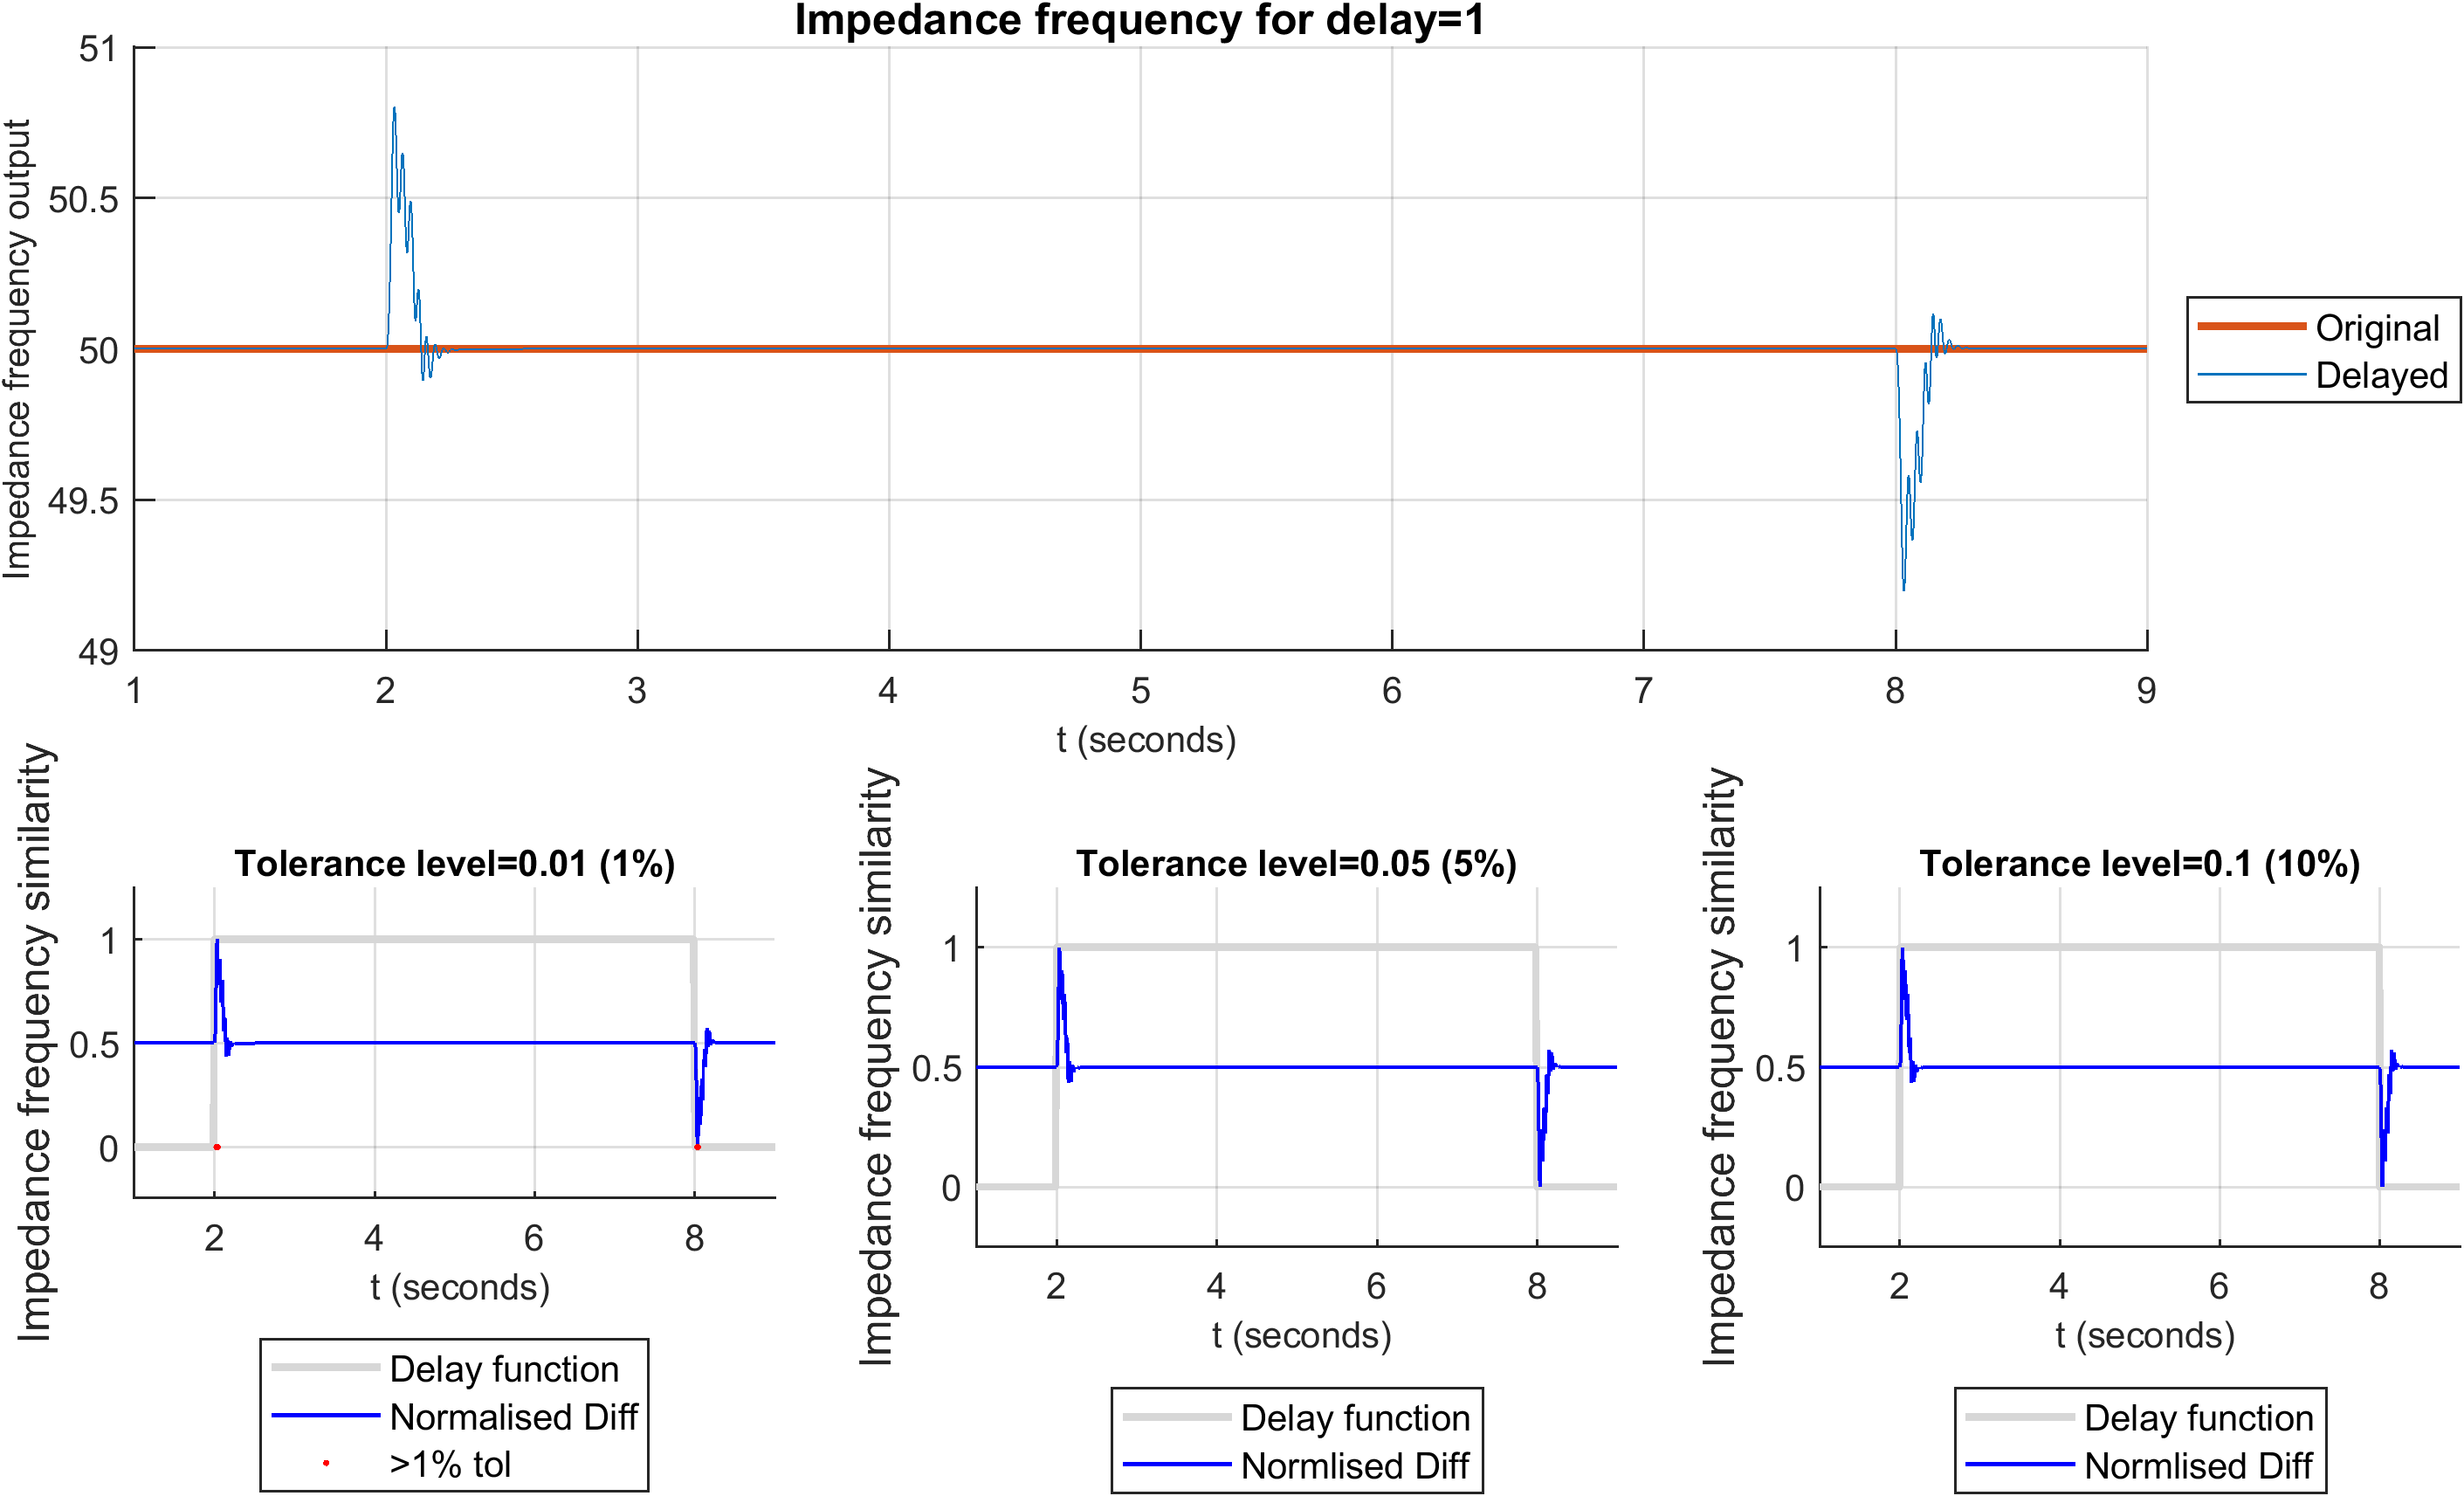 Impedance frequency for delay=1
Impedance frequency output
51
50.5
50
49.5
49
1 2 3 4 5 6 7 8 9
t (seconds)
Original
Delayed
Tolerance level=0.01 (1%)
Impedance frequency similarity
1
0.5
0
2 4 6 8
t (seconds)
Delay function
Normalised Diff
>1% tol
Tolerance level=0.05 (5%)
Impedance frequency similarity
1
0.5
0
2 4 6 8
t (seconds)
Delay function
Normlised Diff
Tolerance level=0.1 (10%)
Impedance frequency similarity
1
0.5
0
2 4 6 8
t (seconds)
Delay function
Normlised Diff